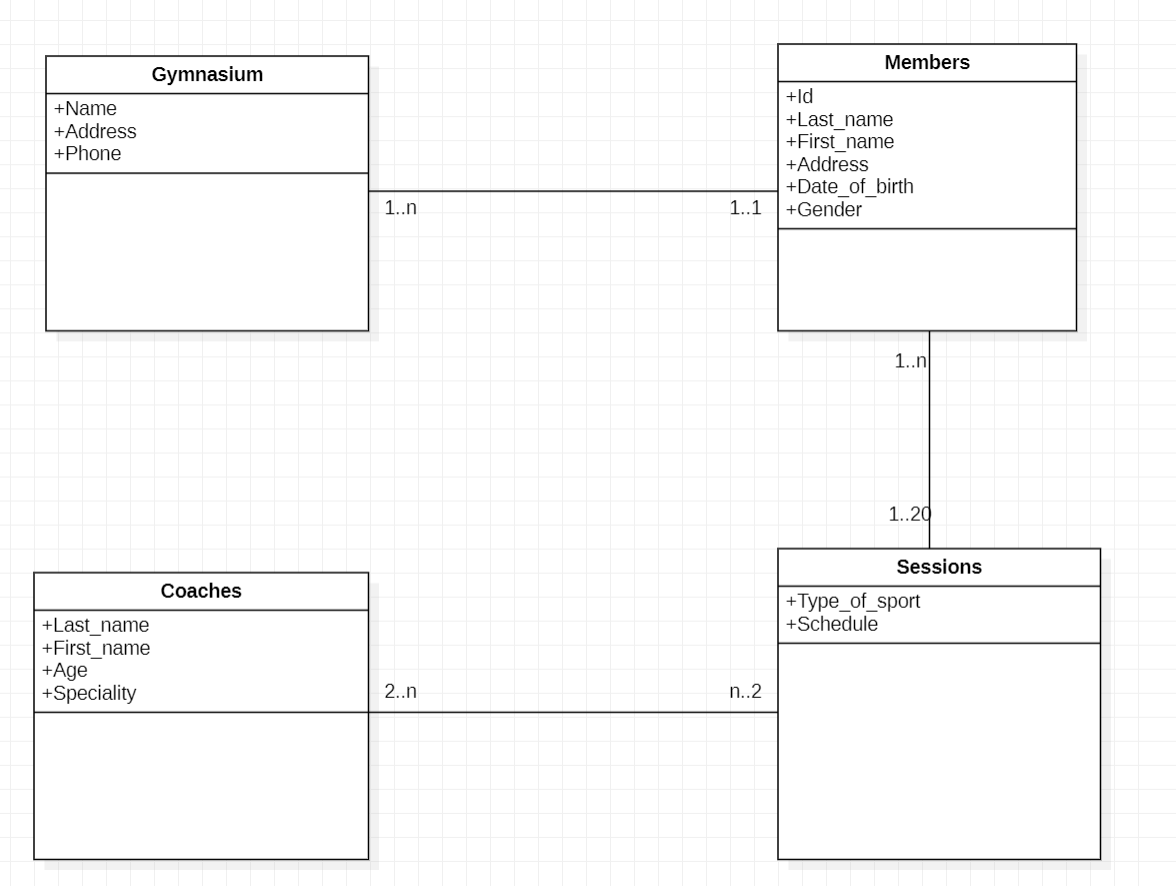 Gymnasium
+Name
+Address
+Phone
Members
+Id
+Last_name
+First_name
+Address
+Date_of_birth
+Gender
1..n
1..1
1..n
1..20
Coaches
+Last_name
+First_name
+Age
+Speciality
2..n
n..2
Sessions
+Type_of_sport
+Schedule